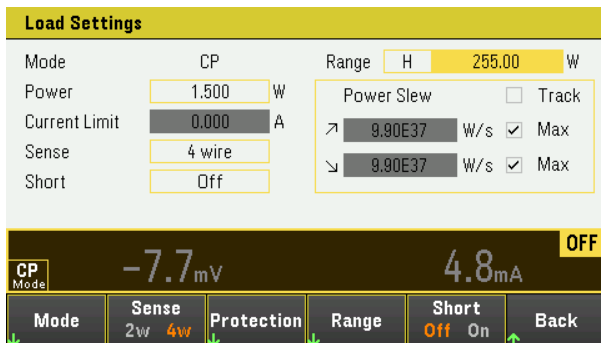 Load Settings
Mode CP Range H 255.00 W
Power 1.500 W Power Slew Track
Current Limit 0.000 A ↗ 9.90E37 W/s ✓ Max
Sense 4 wire ↘ 9.90E37 W/s ✓ Max
Short Off
OFF
CP Mode -7.7mV 4.8mA
Mode Sense 2w 4w Protection Range Short Off On Back